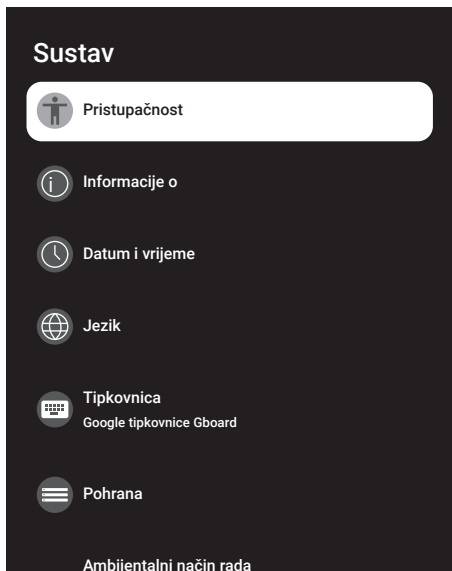 Sustav
Pristupačnost
Informacije o
Datum i vrijeme
Jezik
Tipkovnica
Google tipkovnice Gboard
Pohrana
Ambijentalni način rada